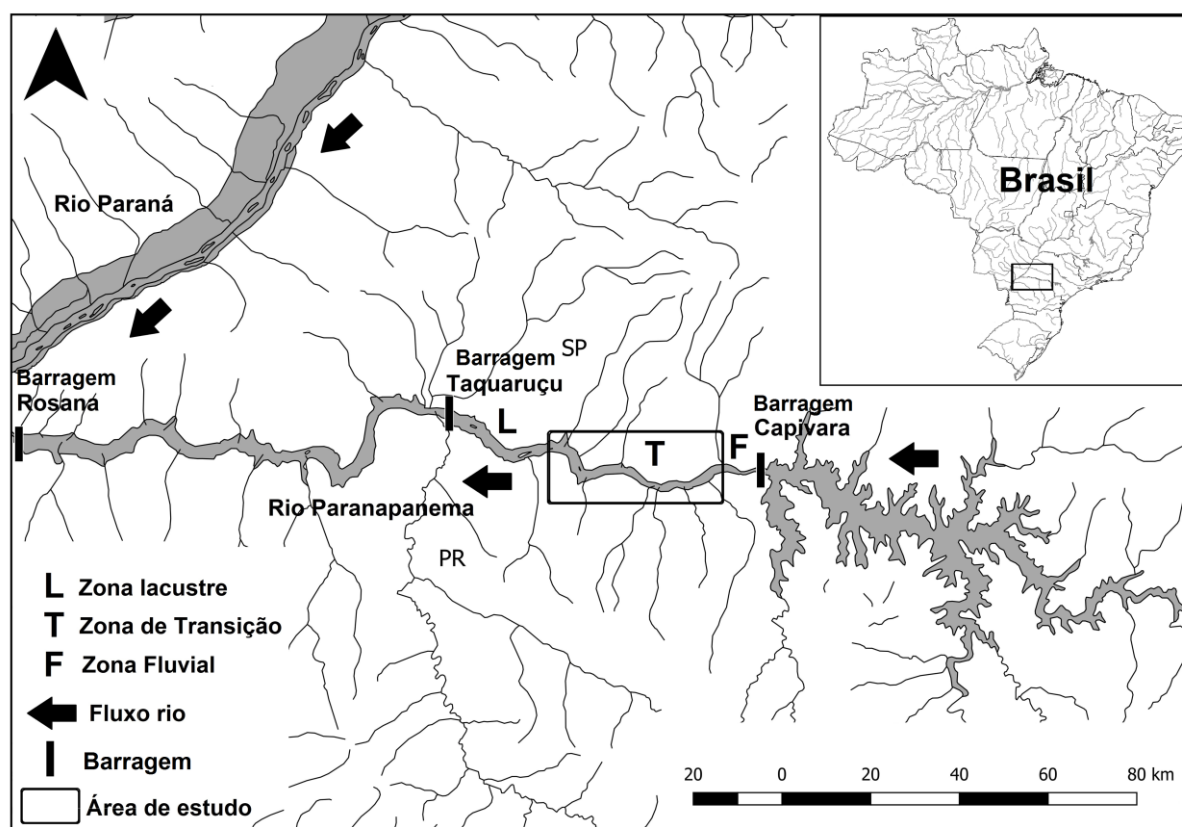 Brasil
Rio Paraná
SP
Barragem
Rosana
Barragem
Taquaruçu
L
T
F
Barragem
Capivara
Rio Paranapanema
PR
L Zona lacustre
T Zona de Transição
F Zona Fluvial
Fluxo rio
Barragem
Área de estudo
20 0 20 40 60 80 km